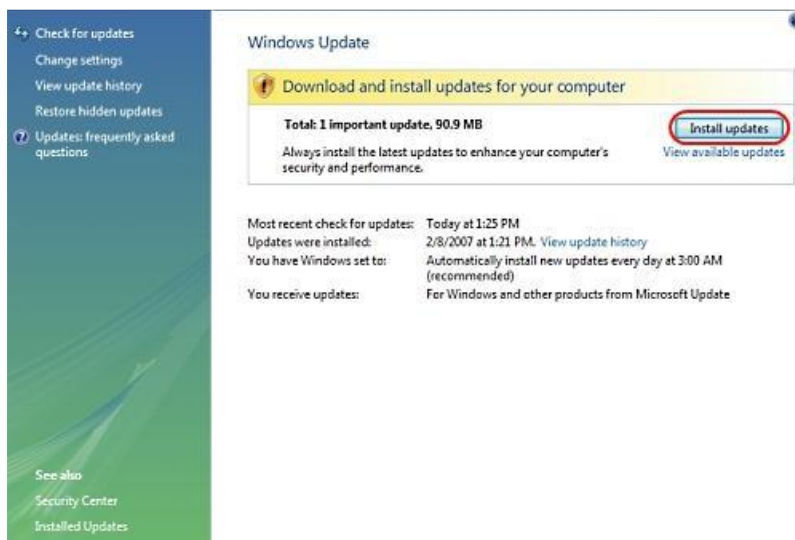 Check for updates
Change settings
View update history
Restore hidden updates
Updates: frequently asked
questions
See also
Security Center
Installed Updates
Windows Update
Download and install updates for your computer
Total: 1 important update, 90.9 MB
Install updates
Always install the latest updates to enhance your computer's
security and performance.
View available updates
Most recent check for updates: Today at 1:25 PM
Updates were installed: 2/8/2007 at 1:21 PM. View update history
You have Windows set to: Automatically install new updates every day at 3:00 AM
(recommended)
You receive updates: For Windows and other products from Microsoft Update